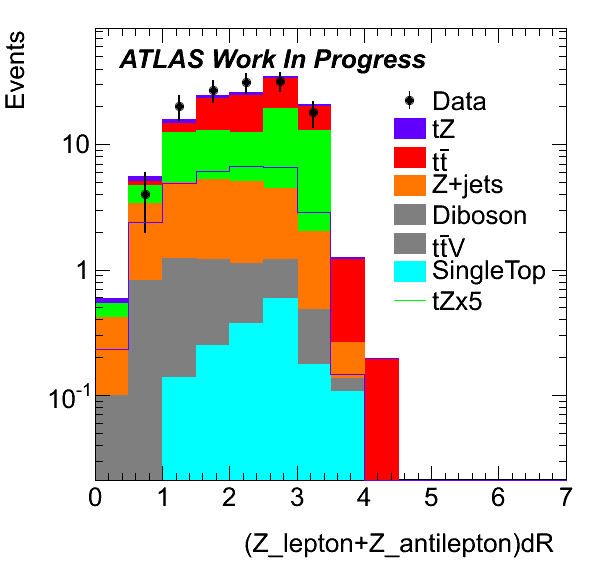 Events
ATLAS Work In Progress
Data
tZ
tt̄
Z+jets
Diboson
tt̄V
SingleTop
tZx5
10
1
10⁻¹
0 1 2 3 4 5 6 7
(Z_lepton+Z_antilepton)dR